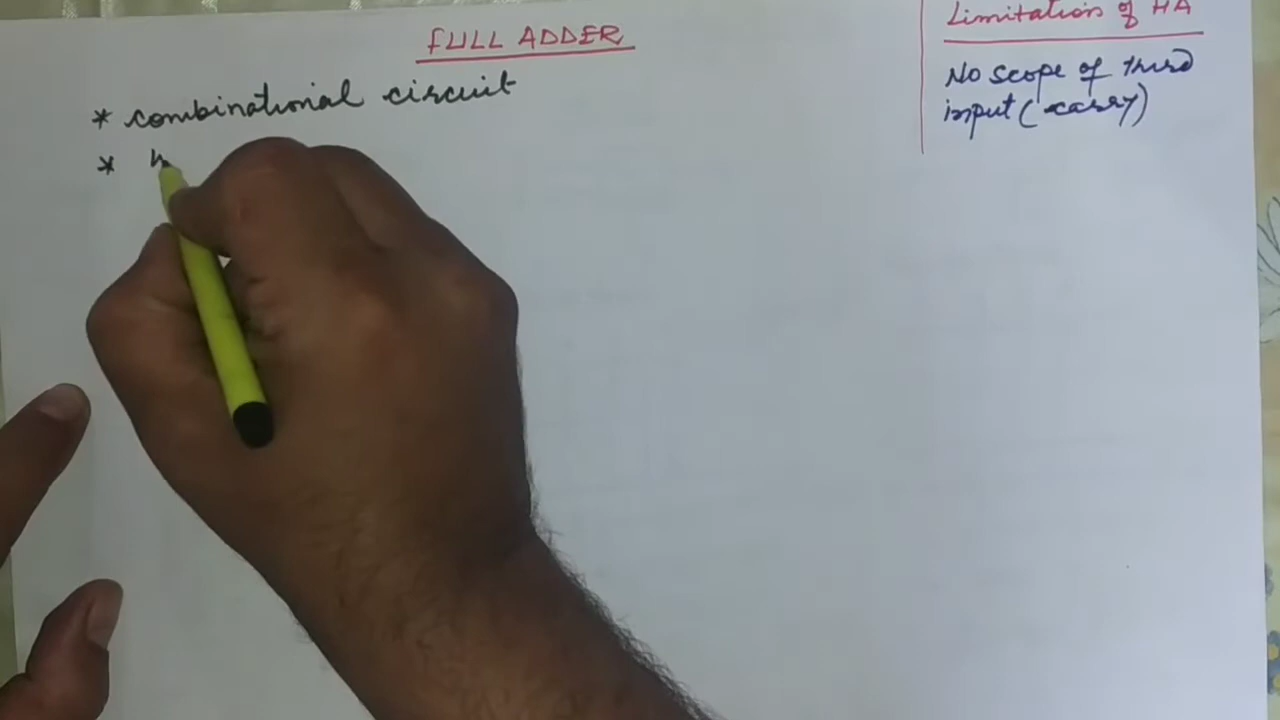 FULL ADDER
* combinational circuit
*
Limitation of HA
No scope of third
input (carry)